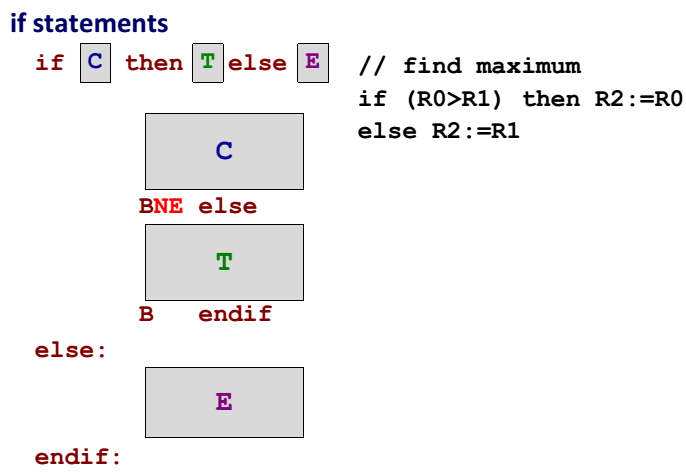 if statements
if C then T else E
// find maximum
if (R0>R1) then R2:=R0
else R2:=R1
C
BNE else
T
B endif
else:
E
endif: